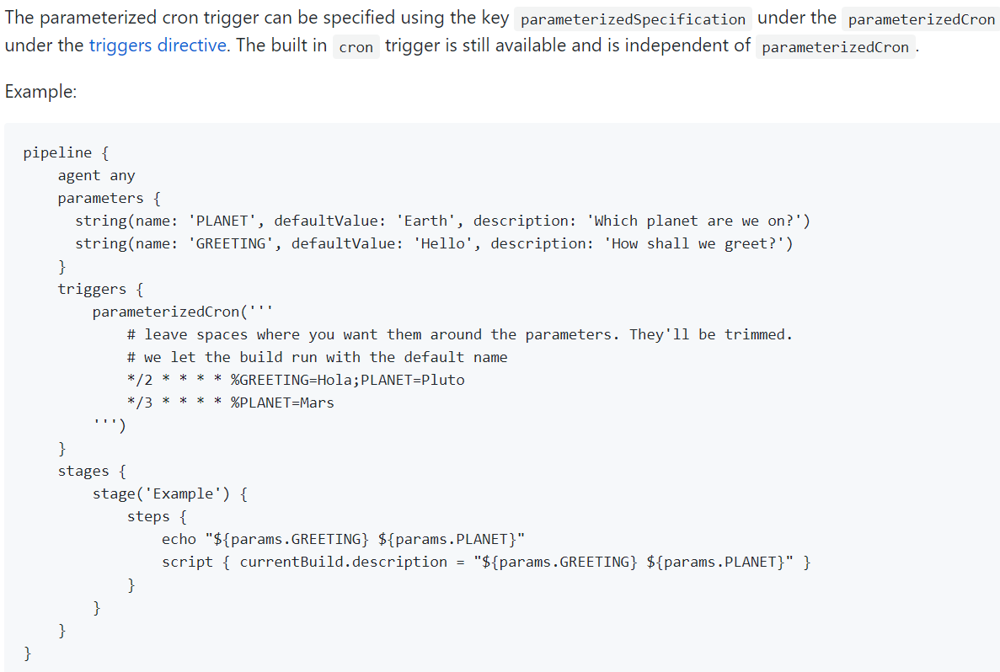 The parameterized cron trigger can be specified using the key parameterizedSpecification under the parameterizedCron
under the triggers directive. The built in cron trigger is still available and is independent of parameterizedCron.
Example:
pipeline {
    agent any
    parameters {
      string(name: 'PLANET', defaultValue: 'Earth', description: 'Which planet are we on?')
      string(name: 'GREETING', defaultValue: 'Hello', description: 'How shall we greet?')
    }
    triggers {
        parameterizedCron('''
            # leave spaces where you want them around the parameters. They'll be trimmed.
            # we let the build run with the default name
            */2 * * * * %GREETING=Hola;PLANET=Pluto
            */3 * * * * %PLANET=Mars
        ''')
    }
    stages {
        stage('Example') {
            steps {
                echo "${params.GREETING} ${params.PLANET}"
                script { currentBuild.description = "${params.GREETING} ${params.PLANET}" }
            }
        }
    }
}